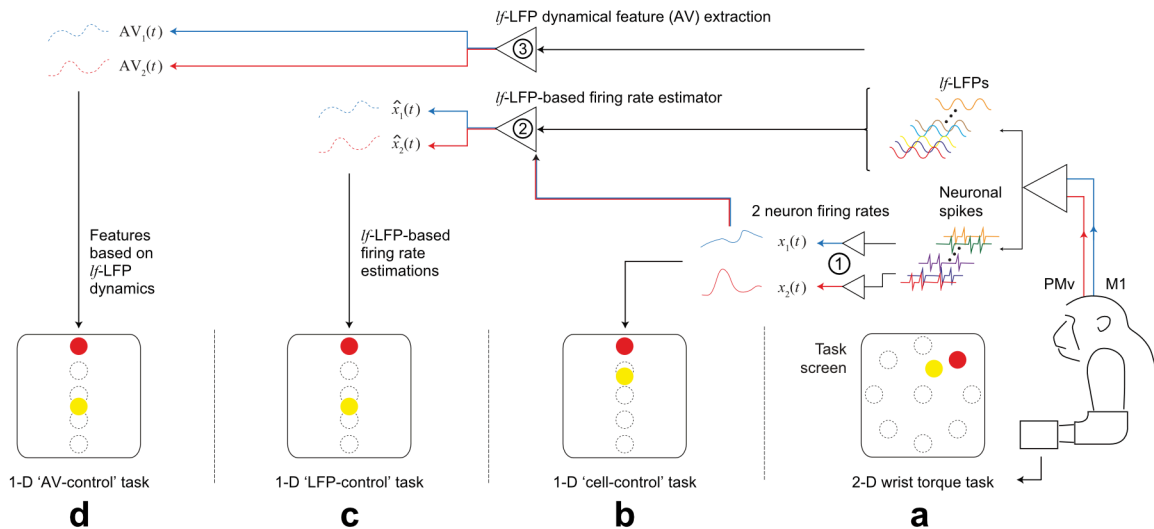 lf-LFP dynamical feature (AV) extraction
AV₁(t)
AV₂(t)
3
lf-LFPs
lf-LFP-based firing rate estimator
x̂₁(t)
x̂₂(t)
2
Neuronal
spikes
2 neuron firing rates
x₁(t)
x₂(t)
1
Features
based on
lf-LFP
dynamics
lf-LFP-based
firing rate
estimations
PMv
M1
Task
screen
1-D ‘AV-control’ task
1-D ‘LFP-control’ task
1-D ‘cell-control’ task
2-D wrist torque task
d
c
b
a